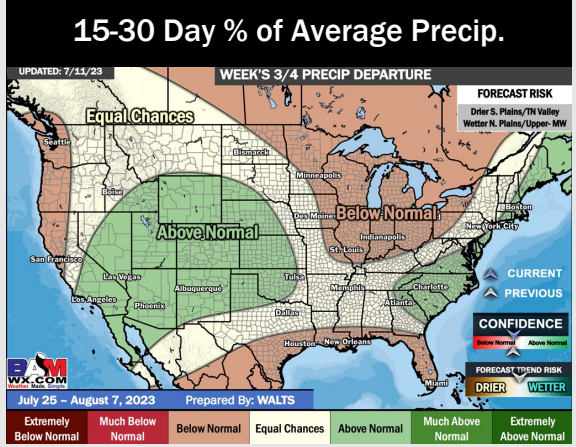 15-30 Day % of Average Precip.
UPDATED: 7/11/23
WEEK'S 3/4 PRECIP DEPARTURE
FORECAST RISK
Drier S. Plains/TN Valley
Wetter N. Plains/Upper- MW
Equal Chances
Seattle
Bismarck
Minneapolis
Boise
Des Moines
Below Normal
Boston
New York City
Above Normal
Indianapolis
St. Louis
San Francisco
Las Vegas
Tulsa
CURRENT
Los Angeles
Albuquerque
Memphis
Charlotte
PREVIOUS
Phoenix
Atlanta
Dallas
CONFIDENCE
Below Normal
Above Normal
Houston
New Orleans
BAM
WX.COM
Weather. Made. Simple.
FORECAST TREND RISK
DRIER
WETTER
Miami
July 25 – August 7, 2023
Prepared By: WALTS
Extremely
Below Normal
Much Below
Normal
Below Normal
Equal Chances
Above Normal
Much Above
Normal
Extremely
Above Normal